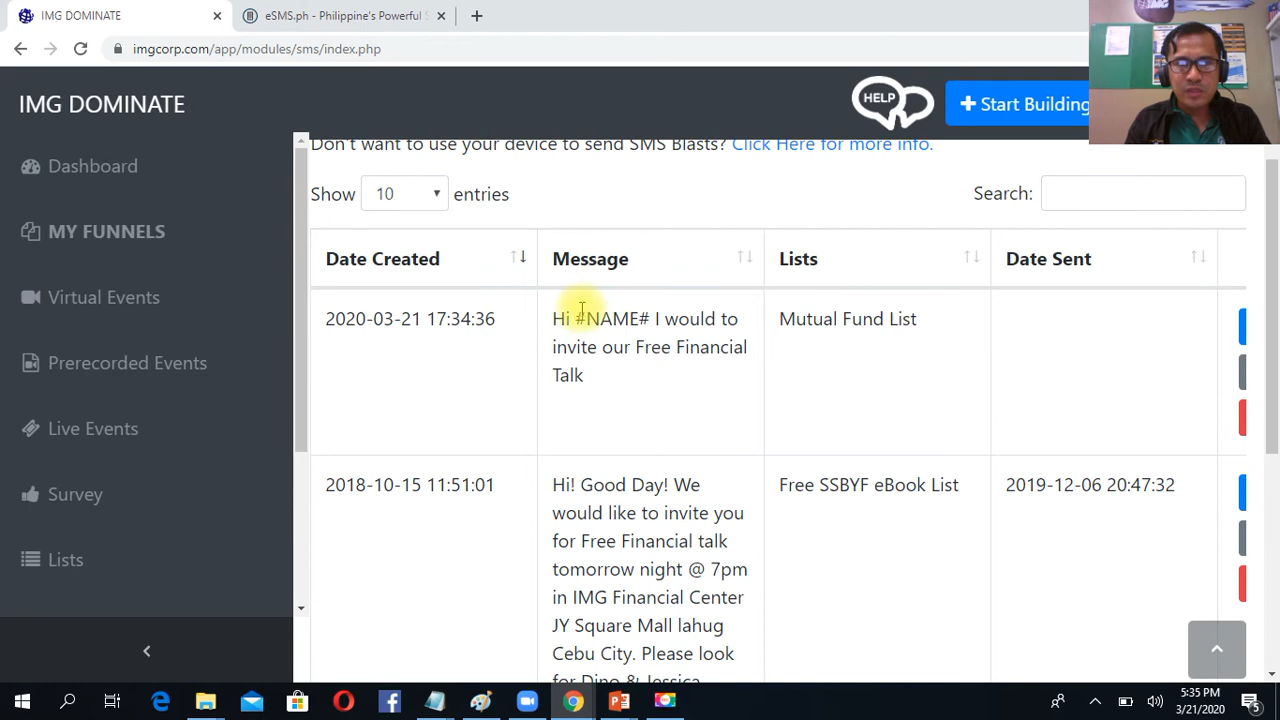 IMG DOMINATE
eSMS.ph - Philippine's Powerful S
imgcorp.com/app/modules/sms/index.php
IMG DOMINATE
HELP
Start Building
Dashboard
MY FUNNELS
Virtual Events
Prerecorded Events
Live Events
Survey
Lists
Don't want to use your device to send SMS Blasts? Click Here for more info.
Show 10 entries
Search:
Date Created Message Lists Date Sent
2020-03-21 17:34:36
Hi #NAME# I would to
invite our Free Financial
Talk
Mutual Fund List
2018-10-15 11:51:01
Hi! Good Day! We
would like to invite you
for Free Financial talk
tomorrow night @ 7pm
in IMG Financial Center
JY Square Mall lahug
Cebu City. Please look
for Dino & Jessica
Free SSBYF eBook List
2019-12-06 20:47:32
5:35 PM
3/21/2020
5